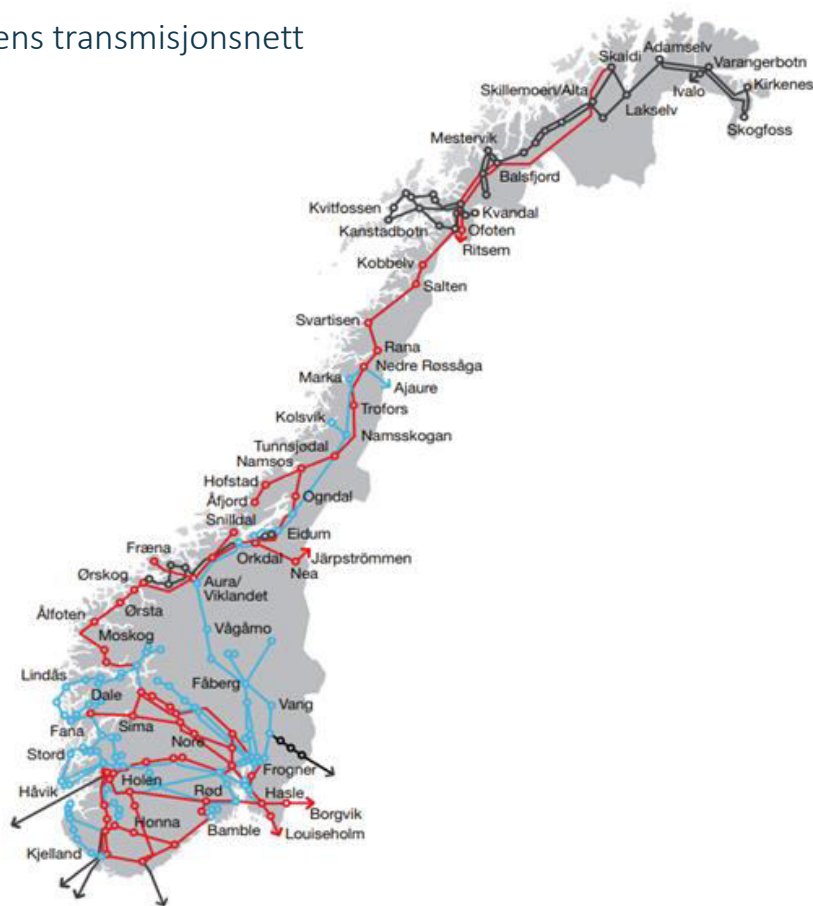 ens transmisjonsnett
Skaidi
Adamselv
Varangerbotn
Kirkenes
Ivalo
Skillemoen/Alta
Lakselv
Skogfoss
Mestervik
Balsfjord
Kvitfossen
Kvandal
Kanstadbotn
Ofoten
Ritsem
Kobbelv
Salten
Svartisen
Rana
Nedre Røssåga
Marka
Ajaure
Trofors
Kolsvik
Namsskogan
Tunnsjødal
Namsos
Hofstad
Ogndal
Åfjord
Snilldal
Eidum
Fræna
Orkdal
Järpströmmen
Nea
Ørskog
Aura/
Viklandet
Ørsta
Ålfoten
Vågåmo
Moskog
Lindås
Fåberg
Dale
Vang
Sima
Fana
Nore
Stord
Frogner
Holen
Håvik
Rød
Hasle
Borgvik
Honna
Bamble
Louiseholm
Kjelland